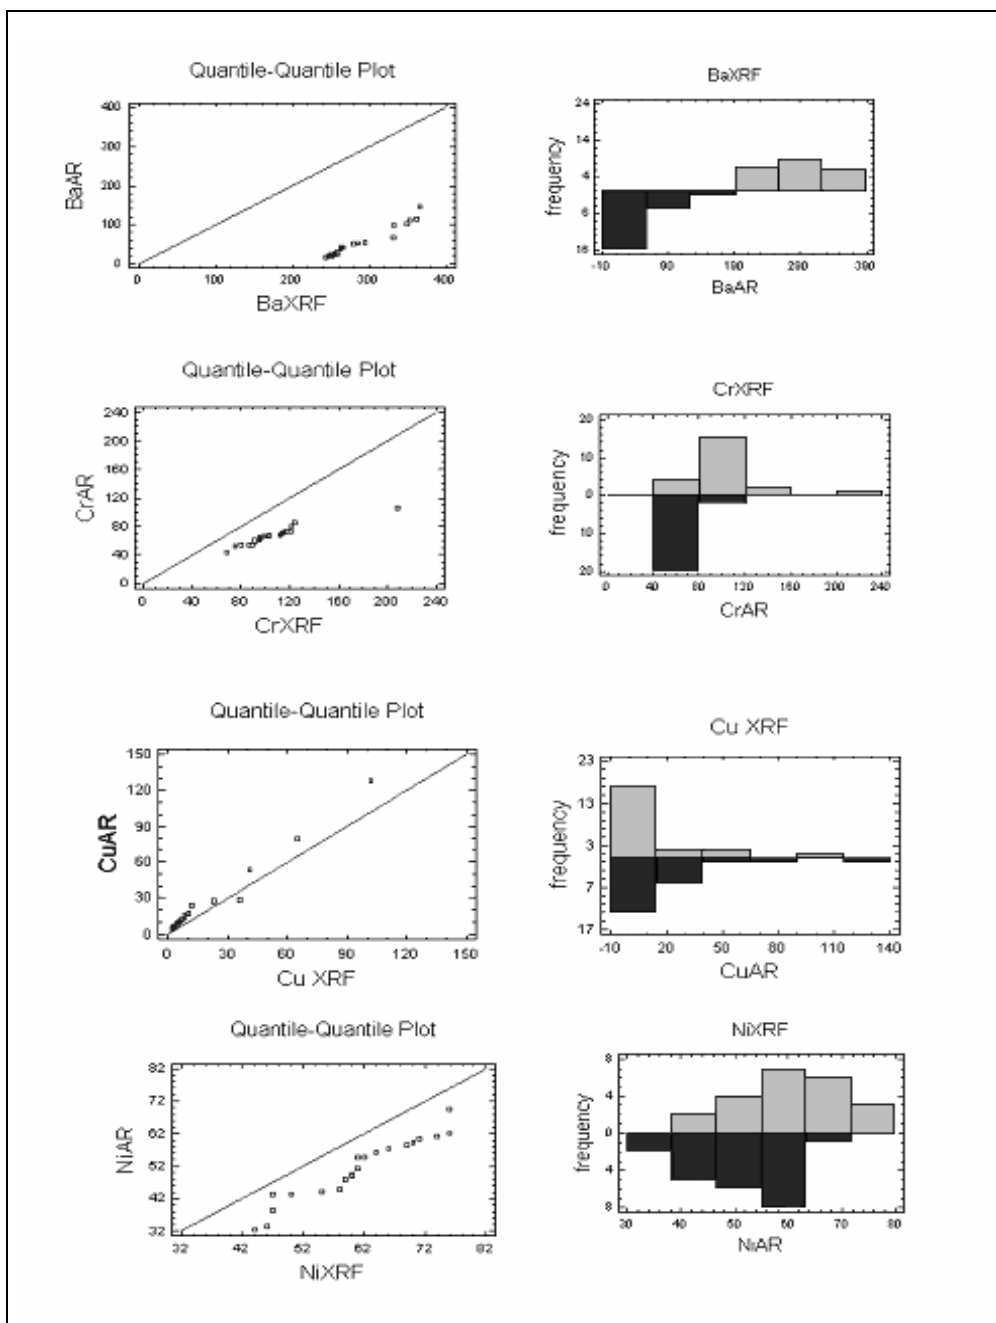 Quantile-Quantile Plot
BaAR
400
300
200
100
0
0 100 200 300 400
BaXRF
BaXRF
frequency
24
14
4
6
16
-10 90 190 290 390
BaAR
Quantile-Quantile Plot
CrAR
240
200
160
120
80
40
0
0 40 80 120 160 200 240
CrXRF
CrXRF
frequency
20
10
0
10
20
0 40 80 120 160 200 240
CrAR
Quantile-Quantile Plot
CuAR
150
120
90
60
30
0
0 30 60 90 120 150
Cu XRF
Cu XRF
frequency
23
13
3
7
17
-10 20 50 80 110 140
CuAR
Quantile-Quantile Plot
NiAR
82
72
62
52
42
32
32 42 52 62 72 82
NiXRF
NiXRF
frequency
8
4
0
4
8
30 40 50 60 70 80
NiAR